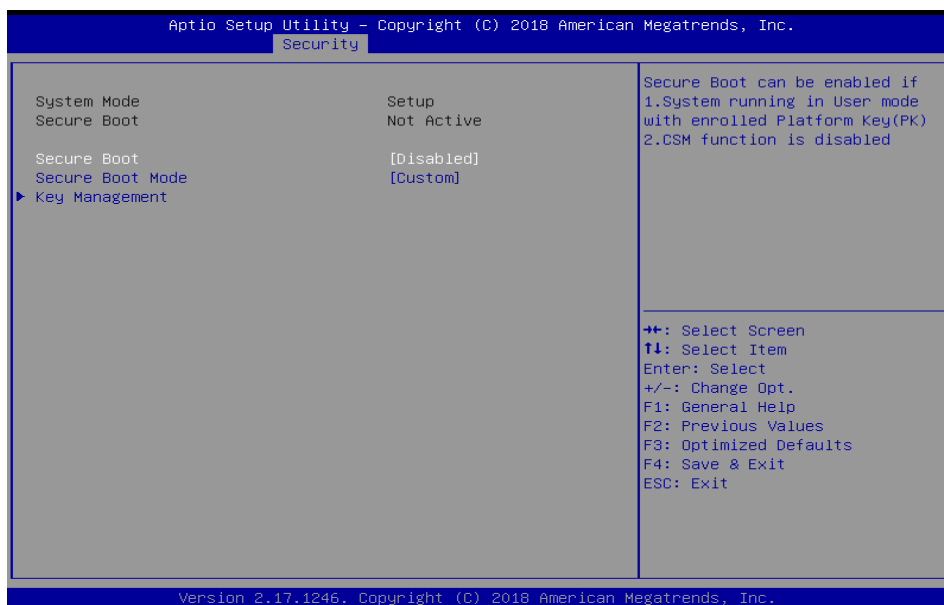 Aptio Setup Utility – Copyright (C) 2018 American Megatrends, Inc.
Security
System Mode Setup
Secure Boot Not Active
Secure Boot [Disabled]
Secure Boot Mode [Custom]
▶ Key Management
Secure Boot can be enabled if
1.System running in User mode
with enrolled Platform Key(PK)
2.CSM function is disabled
→←: Select Screen
↑↓: Select Item
Enter: Select
+/-: Change Opt.
F1: General Help
F2: Previous Values
F3: Optimized Defaults
F4: Save & Exit
ESC: Exit
Version 2.17.1246. Copyright (C) 2018 American Megatrends, Inc.